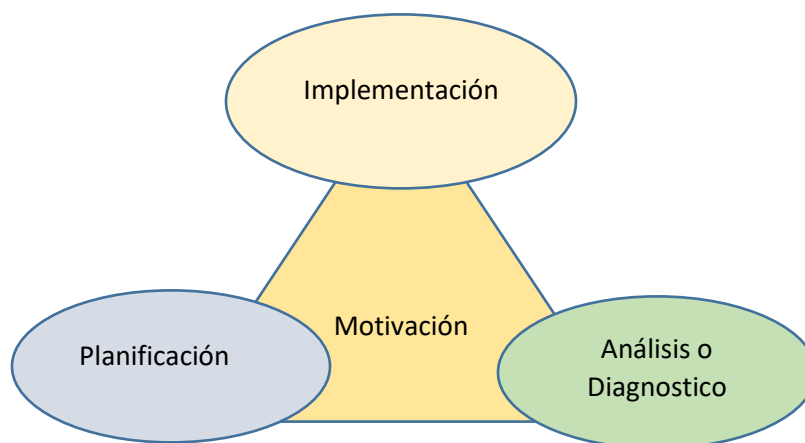 Implementación
Motivación
Planificación
Análisis o
Diagnostico